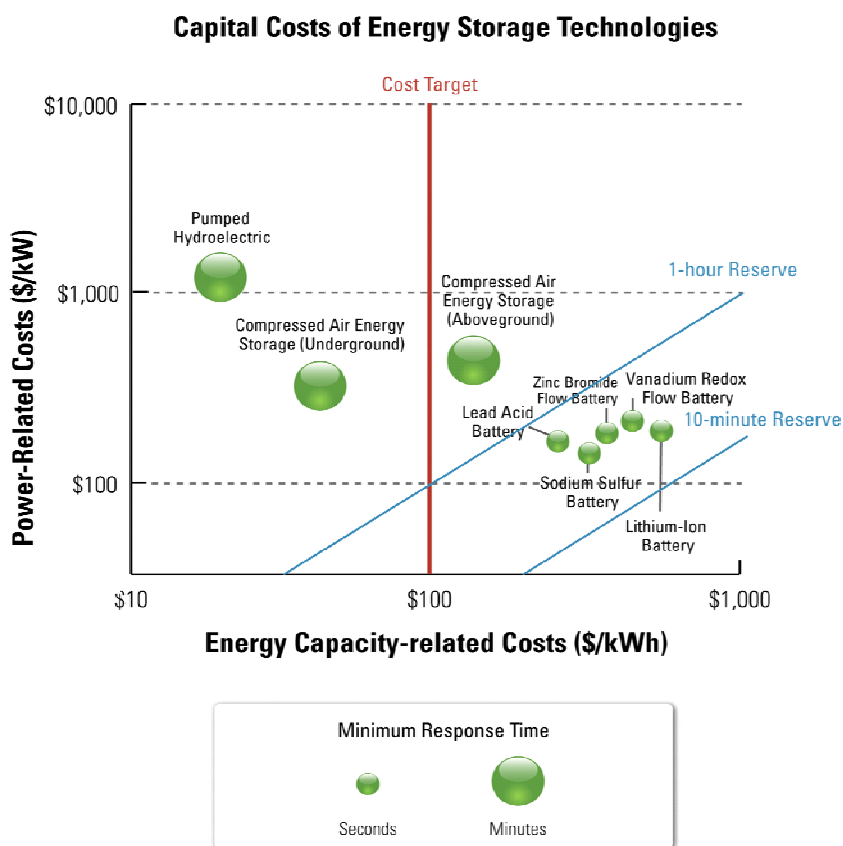 Capital Costs of Energy Storage Technologies
Cost Target
$10,000
Pumped
Hydroelectric
1-hour Reserve
$1,000
Compressed Air
Energy Storage
(Aboveground)
Compressed Air Energy
Storage (Underground)
Zinc Bromide
Flow Battery
Vanadium Redox
Flow Battery
Lead Acid
Battery
10-minute Reserve
$100
Sodium Sulfur
Battery
Lithium-Ion
Battery
Power-Related Costs ($/kW)
$10
$100
$1,000
Energy Capacity-related Costs ($/kWh)
Minimum Response Time
Seconds
Minutes